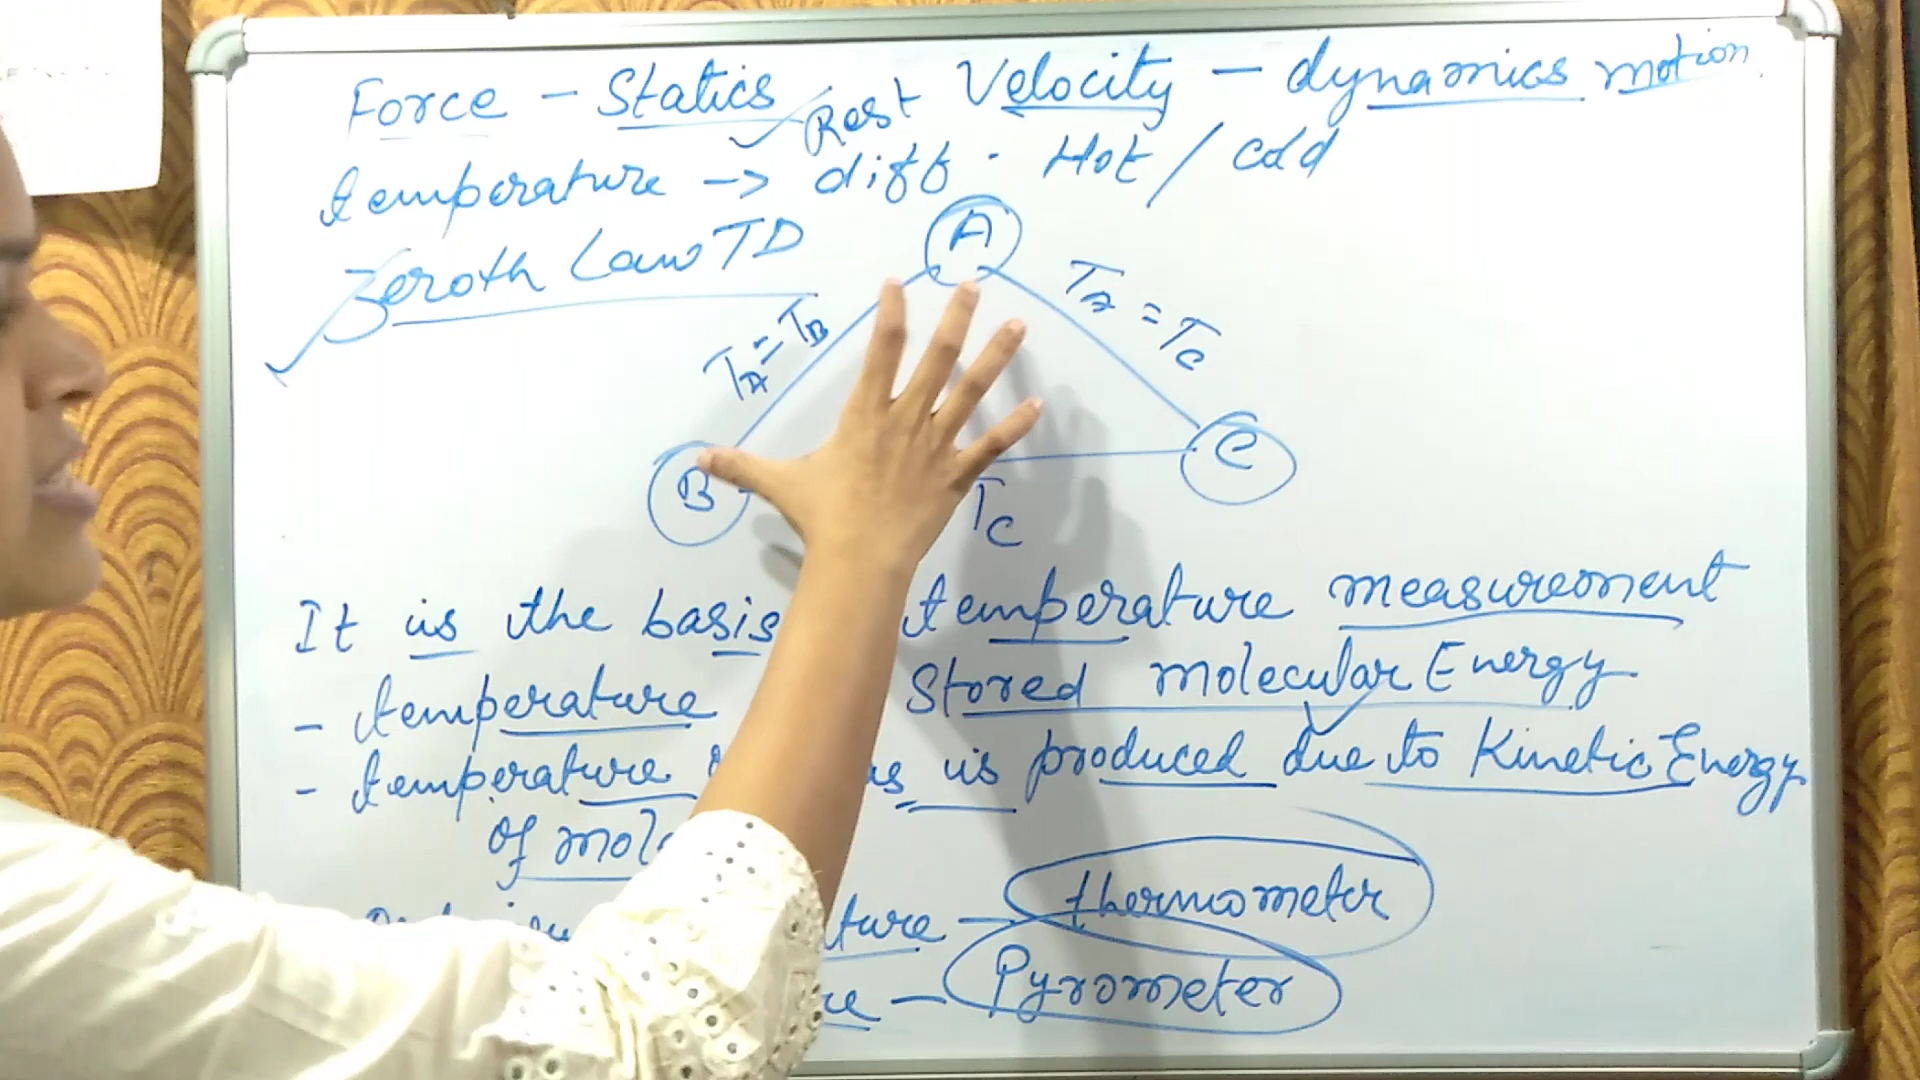 Force - Statics Rest Velocity - dynamics motion
temperature -> diff. Hot / cold
Zeroth Law TD
A
TA = TB
TA = TC
B
C
TC
It is the basis temperature measurement
- temperature Stored molecular Energy
- temperature is produced due to Kinetic Energy
of
- thermometer
- Pyrometer